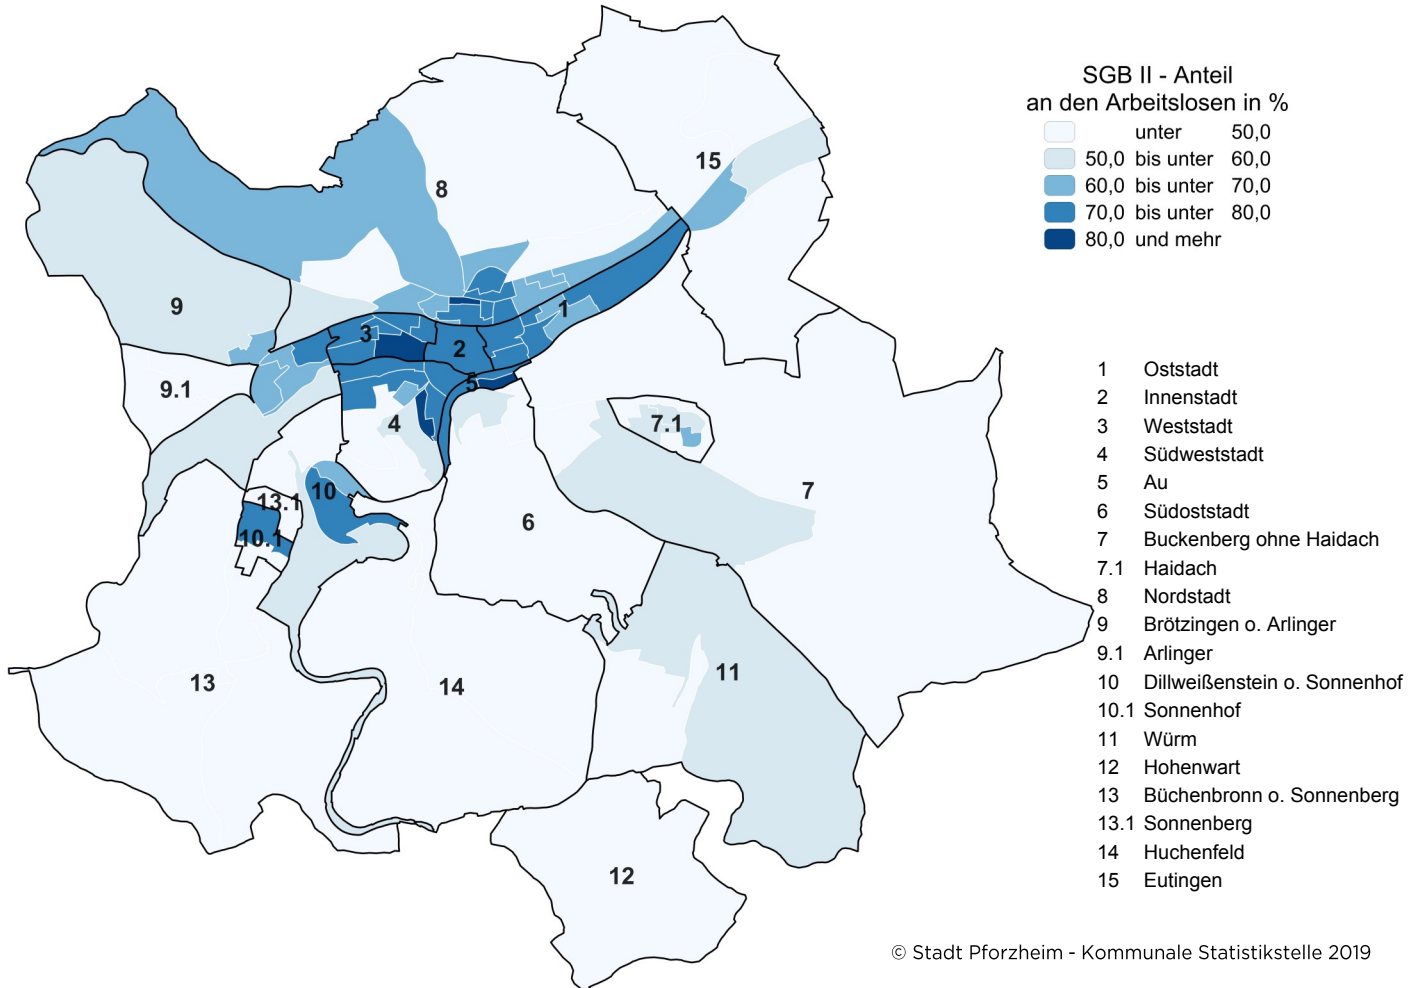 SGB II - Anteil
an den Arbeitslosen in %
unter 50,0
50,0 bis unter 60,0
60,0 bis unter 70,0
70,0 bis unter 80,0
80,0 und mehr
15
8
9
1
3
2
9.1
5
4
7.1
10
13.1
7
10.1
6
11
13
14
12
1 Oststadt
2 Innenstadt
3 Weststadt
4 Südweststadt
5 Au
6 Südoststadt
7 Buckenberg ohne Haidach
7.1 Haidach
8 Nordstadt
9 Brötzingen o. Arlinger
9.1 Arlinger
10 Dillweißenstein o. Sonnenhof
10.1 Sonnenhof
11 Würm
12 Hohenwart
13 Büchenbronn o. Sonnenberg
13.1 Sonnenberg
14 Huchenfeld
15 Eutingen
© Stadt Pforzheim - Kommunale Statistikstelle 2019